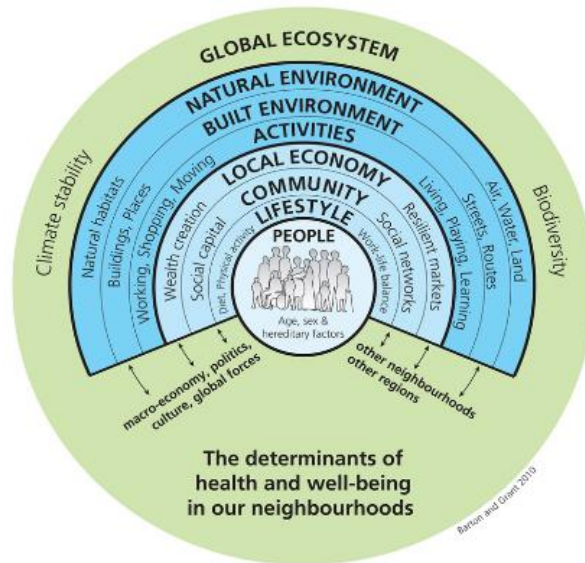 GLOBAL ECOSYSTEM
Climate stability
Biodiversity
NATURAL ENVIRONMENT
Natural habitats
Air, Water, Land
BUILT ENVIRONMENT
Buildings, Places
Streets, Routes
ACTIVITIES
Working, Shopping, Moving
Living, Playing, Learning
LOCAL ECONOMY
Wealth creation
Resilient markets
COMMUNITY
Social capital
Social networks
LIFESTYLE
Diet, Physical activity
Work-life balance
PEOPLE
Age, sex &
hereditary factors
macro-economy, politics,
culture, global forces
other neighbourhoods
other regions
The determinants of
health and well-being
in our neighbourhoods
Barton and Grant 2010